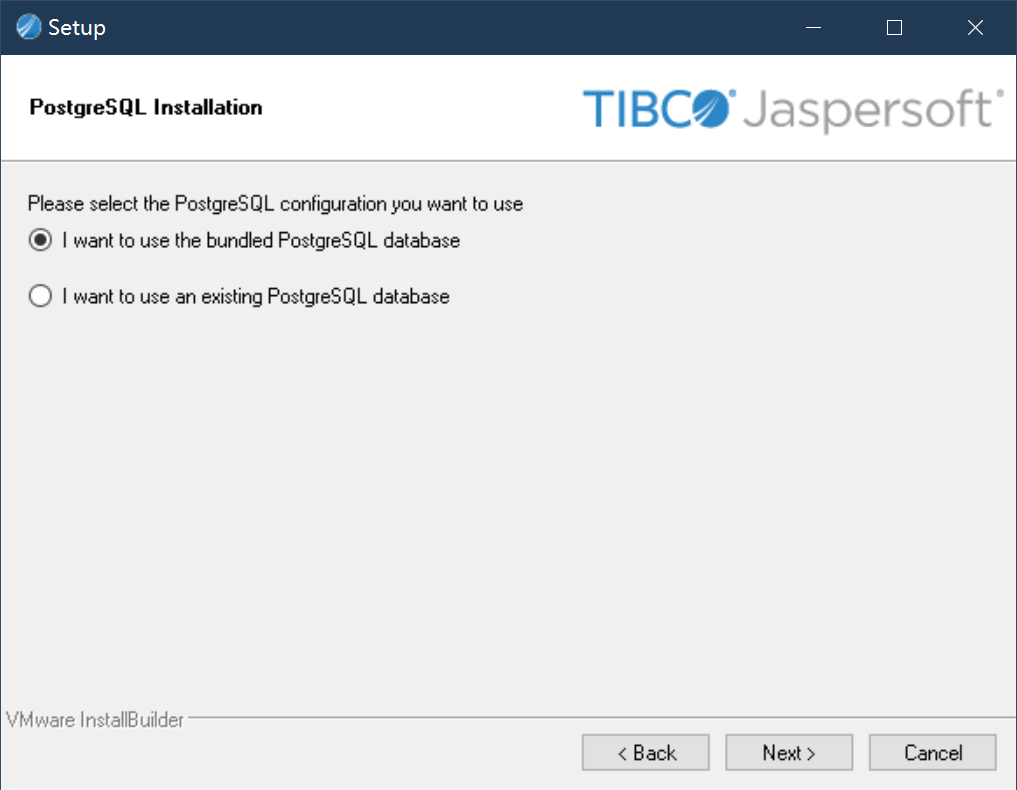 Setup
PostgreSQL Installation
TIBCO® Jaspersoft®
Please select the PostgreSQL configuration you want to use
I want to use the bundled PostgreSQL database
I want to use an existing PostgreSQL database
VMware InstallBuilder
< Back
Next >
Cancel